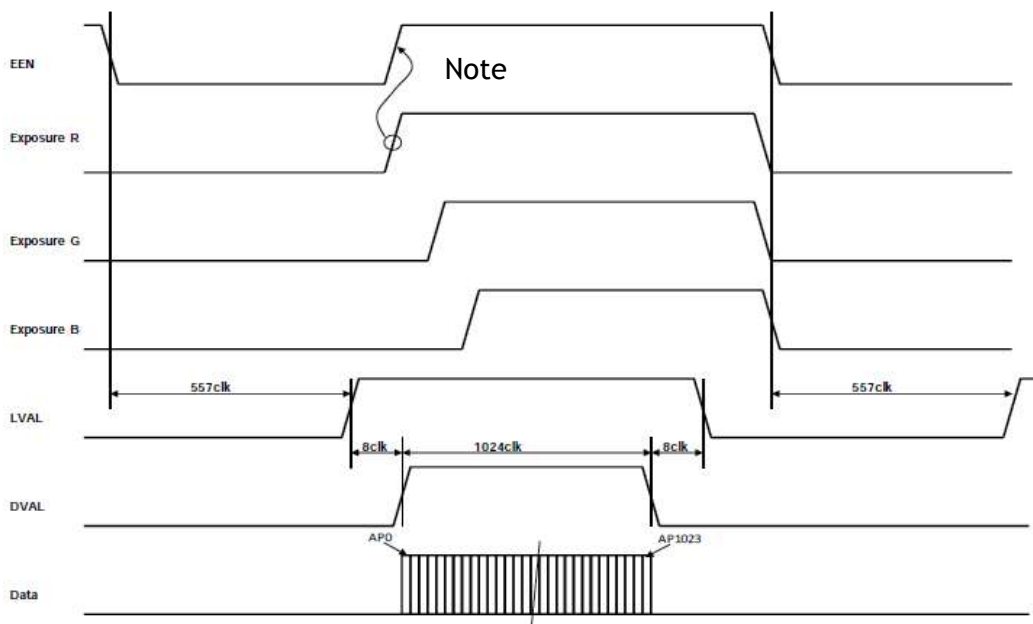 EEN
Note
Exposure R
Exposure G
Exposure B
557clk 557clk
LVAL
8clk 1024clk 8clk
DVAL
AP0 AP1023
Data